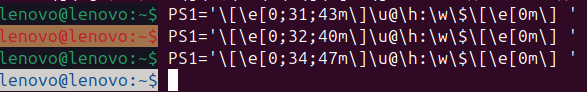 lenovo@lenovo:~$ PS1='\[\e[0;31;43m\]\u@\h:\w\$\[\e[0m\] '
lenovo@lenovo:~$ PS1='\[\e[0;32;40m\]\u@\h:\w\$\[\e[0m\] '
lenovo@lenovo:~$ PS1='\[\e[0;34;47m\]\u@\h:\w\$\[\e[0m\] '
lenovo@lenovo:~$